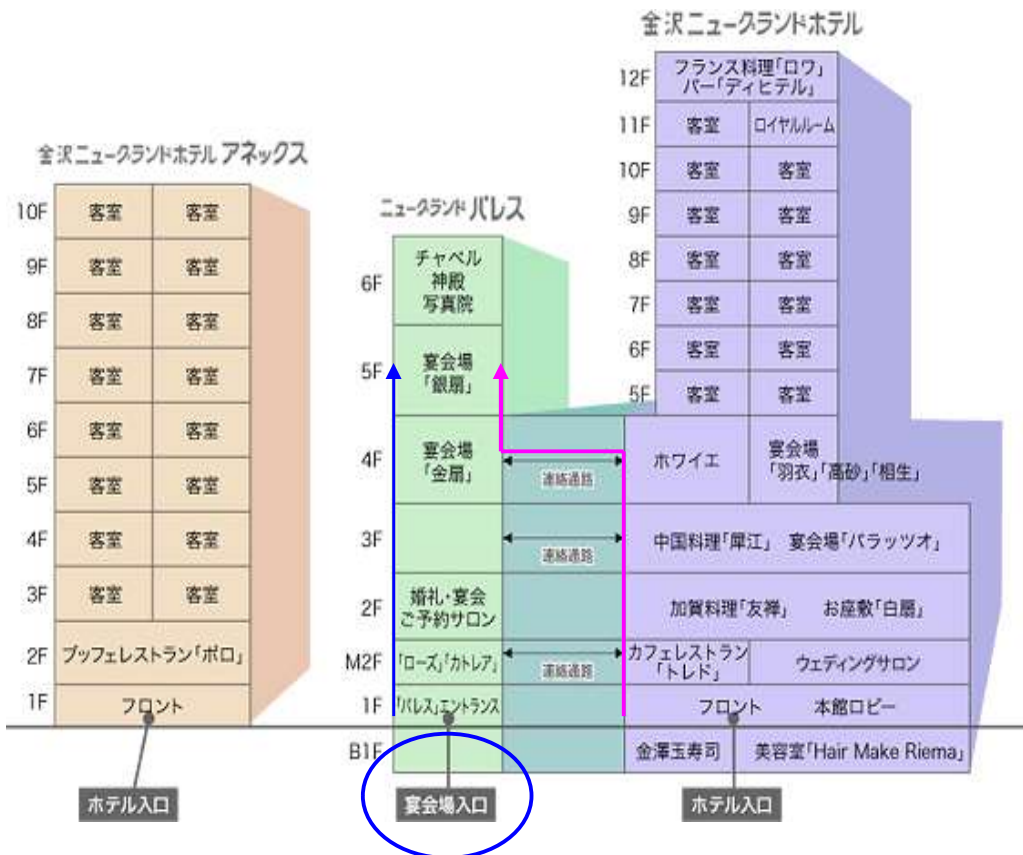 金沢ニューグランドホテル
12F
フランス料理「ロワ」
バー「ディヒテル」
11F 客室 ロイヤルルーム
10F 客室 客室
9F 客室 客室
8F 客室 客室
7F 客室 客室
6F 客室 客室
5F 客室 客室
4F ホワイエ
宴会場
「羽衣」「高砂」「相生」
中国料理「犀江」 宴会場「パラッツオ」
加賀料理「友禅」 お座敷「白扇」
カフェレストラン
「トレド」
ウェディングサロン
フロント 本館ロビー
金澤玉寿司 美容室「Hair Make Riema」
ホテル入口
金沢ニューグランドホテル アネックス
10F 客室 客室
9F 客室 客室
8F 客室 客室
7F 客室 客室
6F 客室 客室
5F 客室 客室
4F 客室 客室
3F 客室 客室
2F ブッフェレストラン「ポロ」
1F フロント
ホテル入口
ニューグランド パレス
6F
チャペル
神殿
写真院
5F
宴会場
「銀扇」
宴会場
「金扇」
連絡通路
3F
連絡通路
2F
婚礼・宴会
ご予約サロン
M2F 「ローズ」「カトレア」
連絡通路
1F 「パレス」エントランス
B1F
宴会場入口